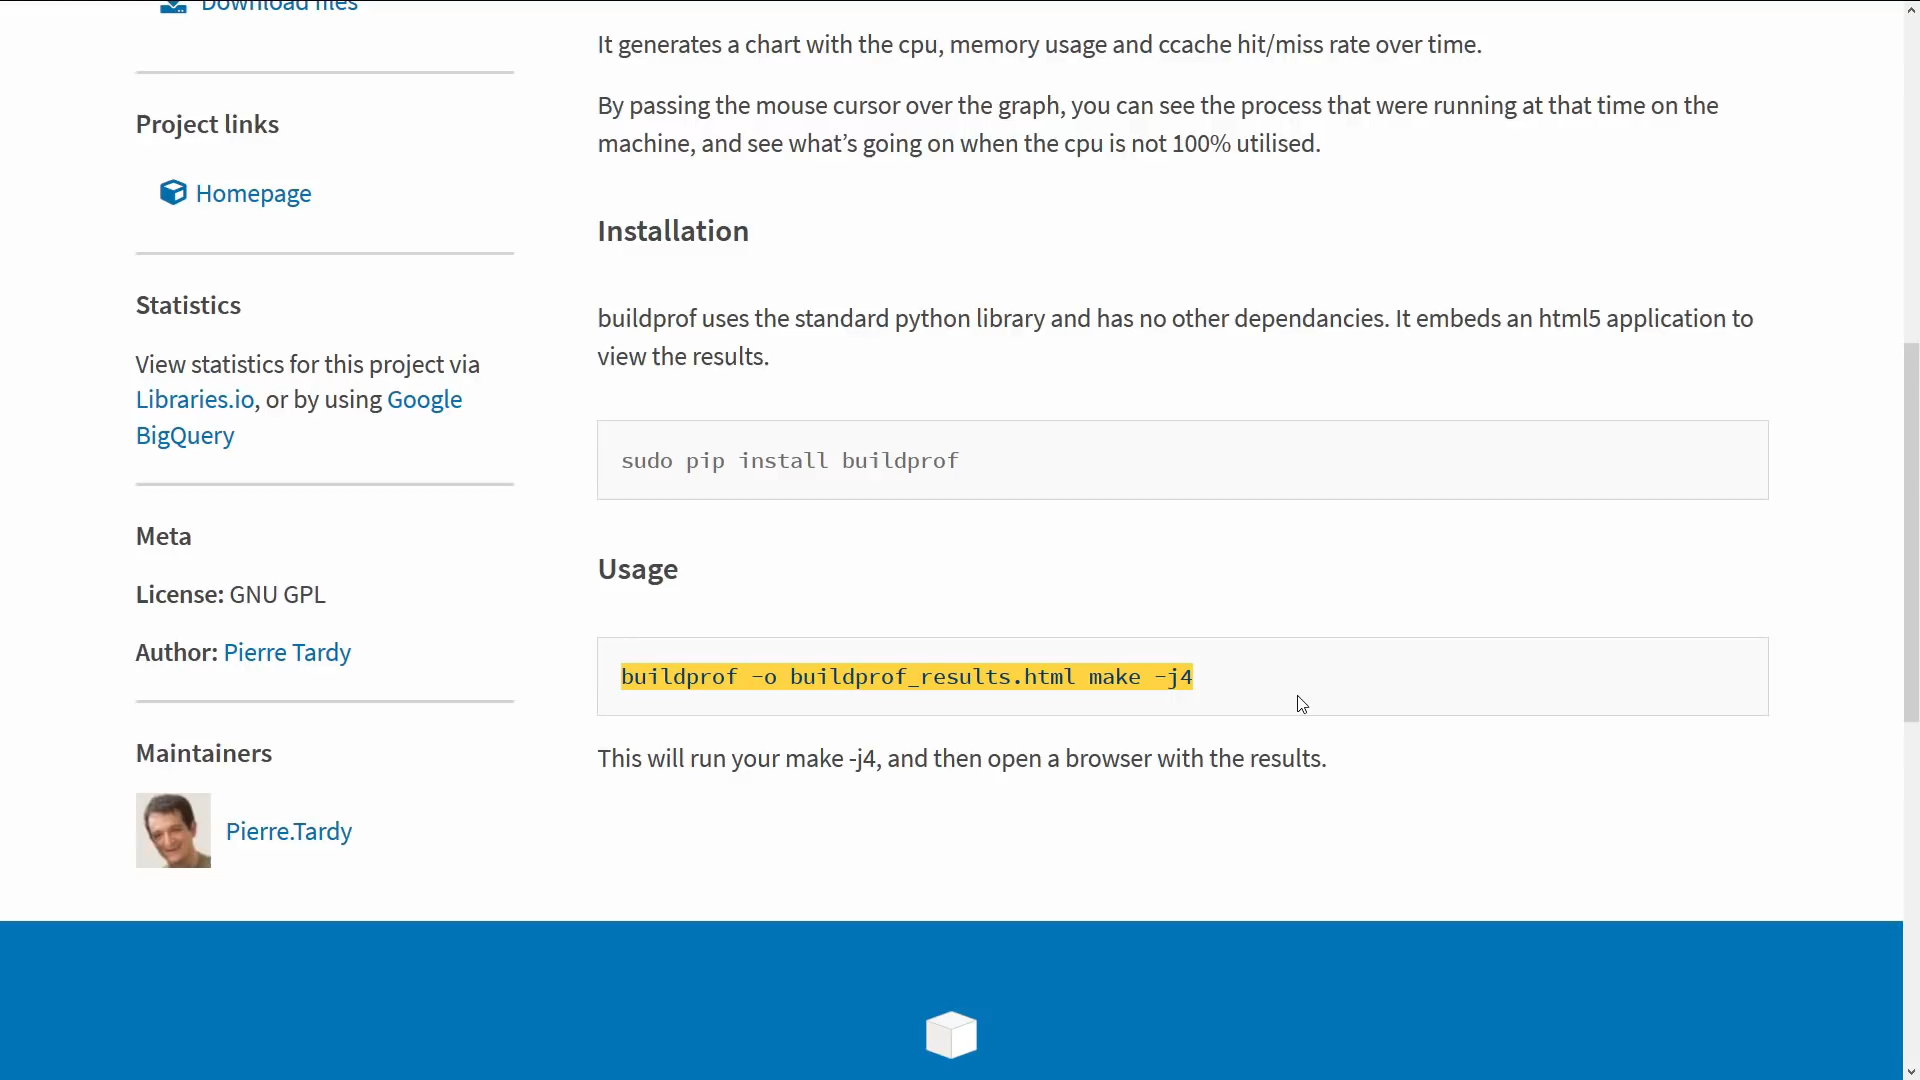 Download files
Project links
Homepage
Statistics
View statistics for this project via
Libraries.io, or by using Google
BigQuery
Meta
License: GNU GPL
Author: Pierre Tardy
Maintainers
Pierre.Tardy
It generates a chart with the cpu, memory usage and ccache hit/miss rate over time.
By passing the mouse cursor over the graph, you can see the process that were running at that time on the
machine, and see what’s going on when the cpu is not 100% utilised.
Installation
buildprof uses the standard python library and has no other dependancies. It embeds an html5 application to
view the results.
sudo pip install buildprof
Usage
buildprof -o buildprof_results.html make -j4
This will run your make -j4, and then open a browser with the results.